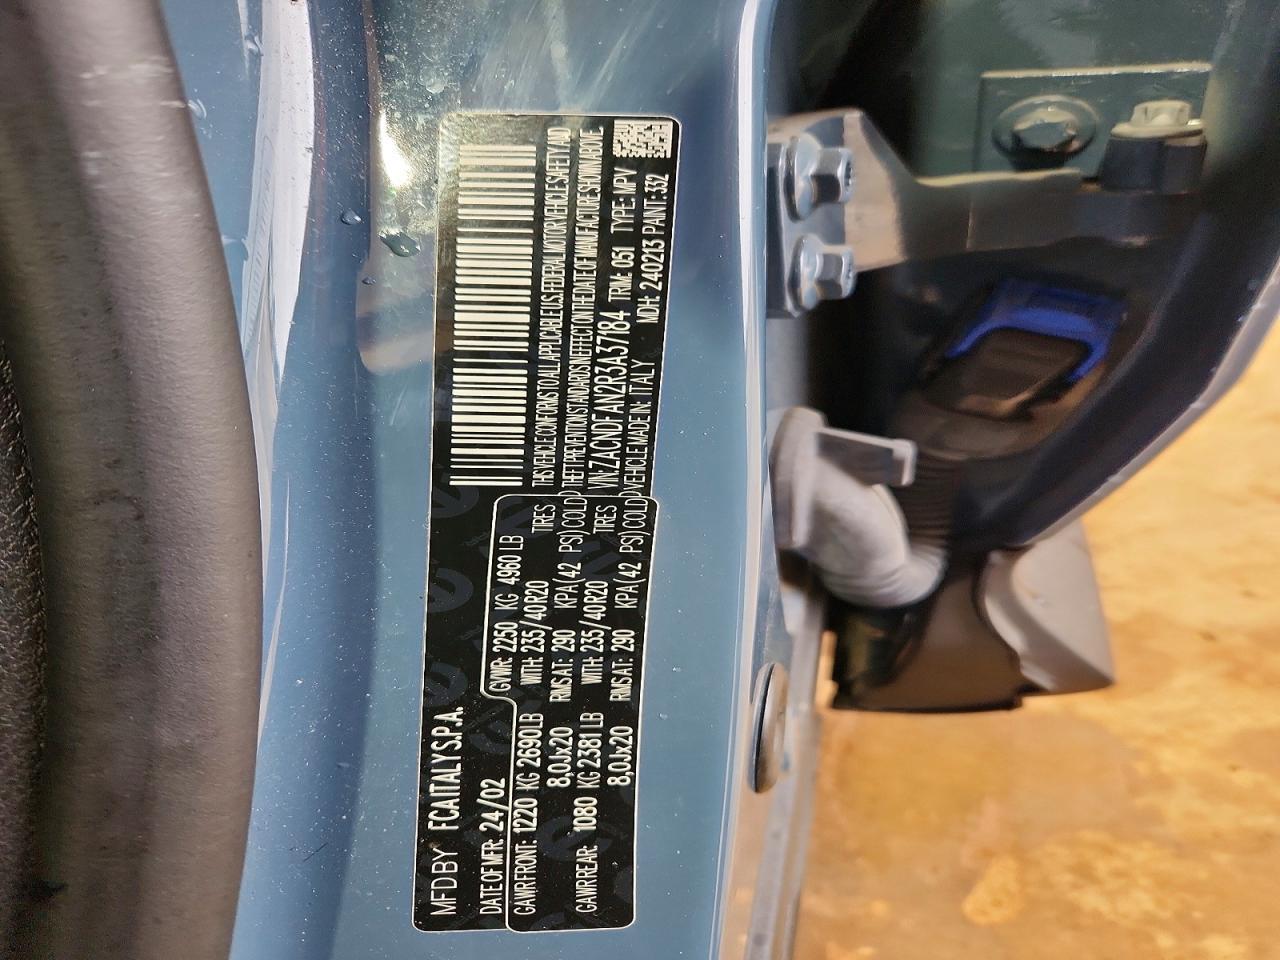 MFD BY FCA ITALY S.P.A.
DATE OF MFR: 24/02 GVWR: 2250 KG 4960 LB
GAWR FRONT: 1220 KG 2690LB WITH: 235/40R20 TIRES
8,0Jx20 RIMS AT: 290 KPA(42 PSI)COLD
GAWR REAR: 1080 KG 2381 LB WITH: 235/40R20 TIRES
8,0Jx20 RIMS AT: 290 KPA(42 PSI)COLD
THIS VEHICLE CONFORMS TO ALL APPLICABLE U.S. FEDERAL MOTOR VEHICLE SAFETY AND
THEFT PREVENTION STANDARDS IN EFFECT ON THE DATE OF MANUFACTURE SHOWN ABOVE
VIN: ZACNDFAN2R3A37184 TRIM: 051 TYPE: MPV
VEHICLE MADE IN: ITALY MDH: 240213 PAINT: 332